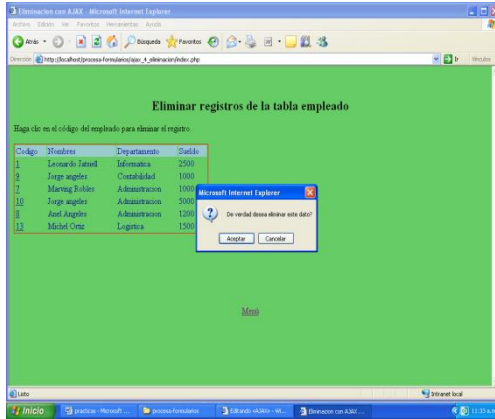 Eliminacion con AJAX - Microsoft Internet Explorer
Archivo Edición Ver Favoritos Herramientas Ayuda
Atrás Búsqueda Favoritos
Dirección http://localhost/procesa-formularios/ajax_4_eliminacion/index.php Ir Vínculos
Eliminar registros de la tabla empleado
Haga clic en el código del empleado para eliminar el registro.
Codigo Nombres Departamento Sueldo
1 Leonardo Informatica 2500
9 Jorge angeles Contabilidad 1000
7 Marving Robles Administracion 1000
10 Jorge angeles Administracion 5000
8 Anel Angeles Administracion 1200
13 Michel Ortiz Logistica 1500
Microsoft Internet Explorer
De verdad desea eliminar este dato?
Aceptar Cancelar
Menú
Listo Intranet local
Inicio practicas - Microsoft ... procesa-formularios Editando «AJAX» - Wi... Eliminacion con AJAX ... 11:33 a.m.